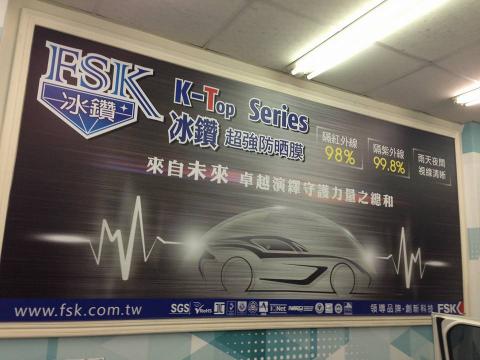 FSK
冰鑽
K-Top Series
冰鑽 超強防曬膜
隔紅外線
98%
隔紫外線
99.8%
雨天夜間
視線清晰
來自未來 卓越演繹守護力量之總和
www.fsk.com.tw
SGS
RoHS
領導品牌·創新科技 FSK